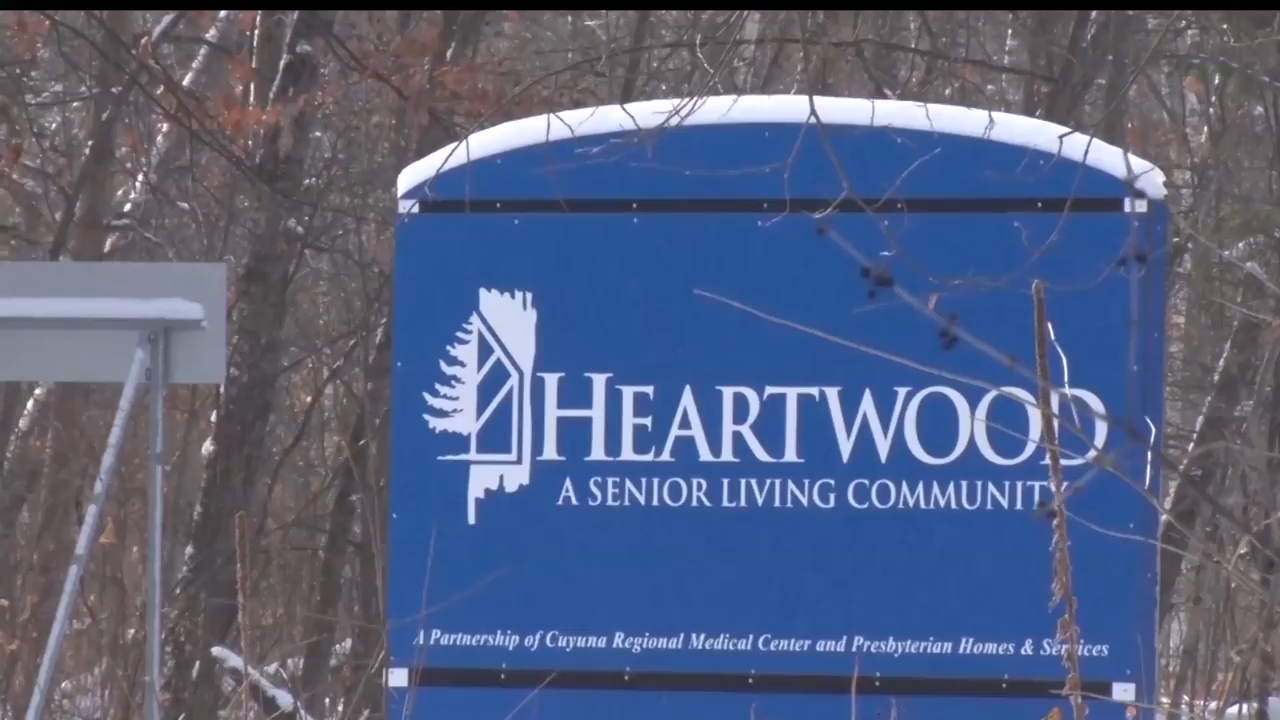 HEARTWOOD
A SENIOR LIVING COMMUNITY
A Partnership of Cuyuna Regional Medical Center and Presbyterian Homes & Services